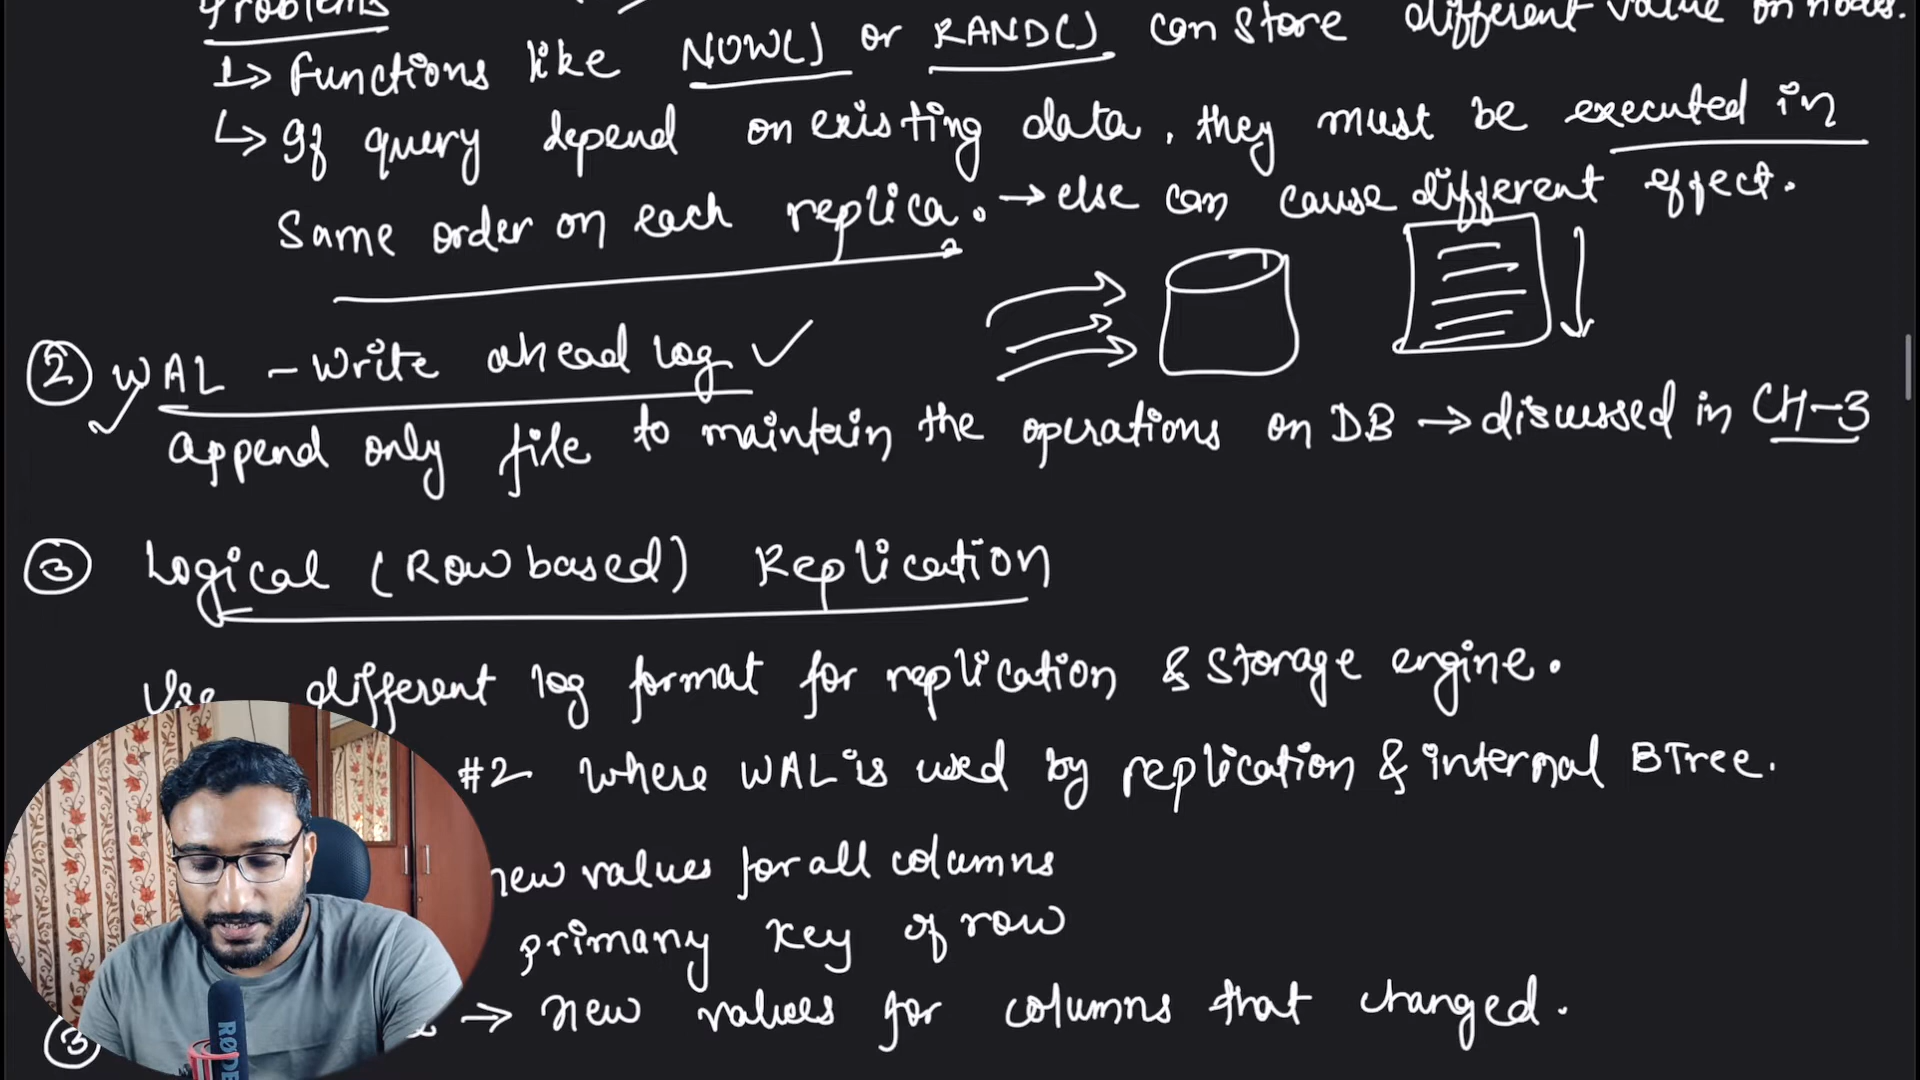 Problems
↳ Functions like NOW() or RAND() can store different value on nodes.
↳ If query depend on existing data, they must be executed in
same order on each replica. → else can cause different effect.
② WAL - Write ahead log ✓
append only file to maintain the operations on DB → discussed in CH-3
③ Logical (Row based) Replication
Use different log format for replication & storage engine.
#2 where WAL is used by replication & internal BTree.
new values for all columns
primary key of row
→ new values for columns that changed.
③
RØDE